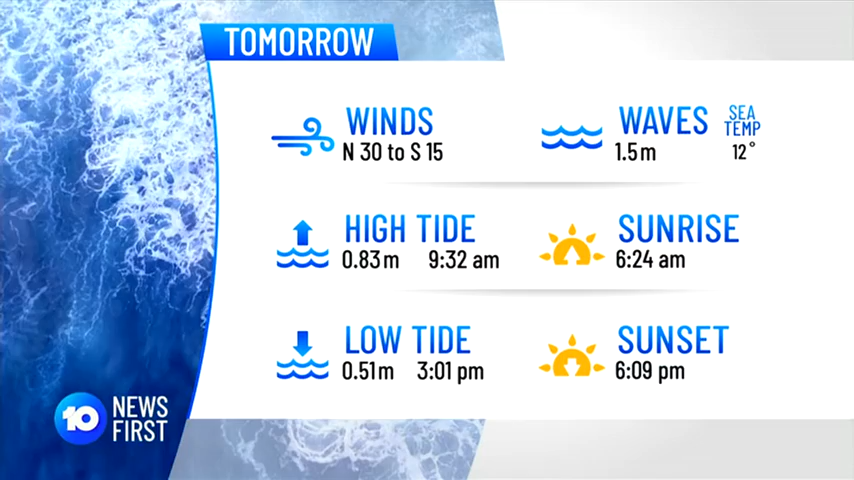 TOMORROW
WINDS
N 30 to S 15
WAVES
1.5m
SEA
TEMP
12°
HIGH TIDE
0.83m 9:32 am
SUNRISE
6:24 am
LOW TIDE
0.51m 3:01 pm
SUNSET
6:09 pm
10 NEWS
FIRST